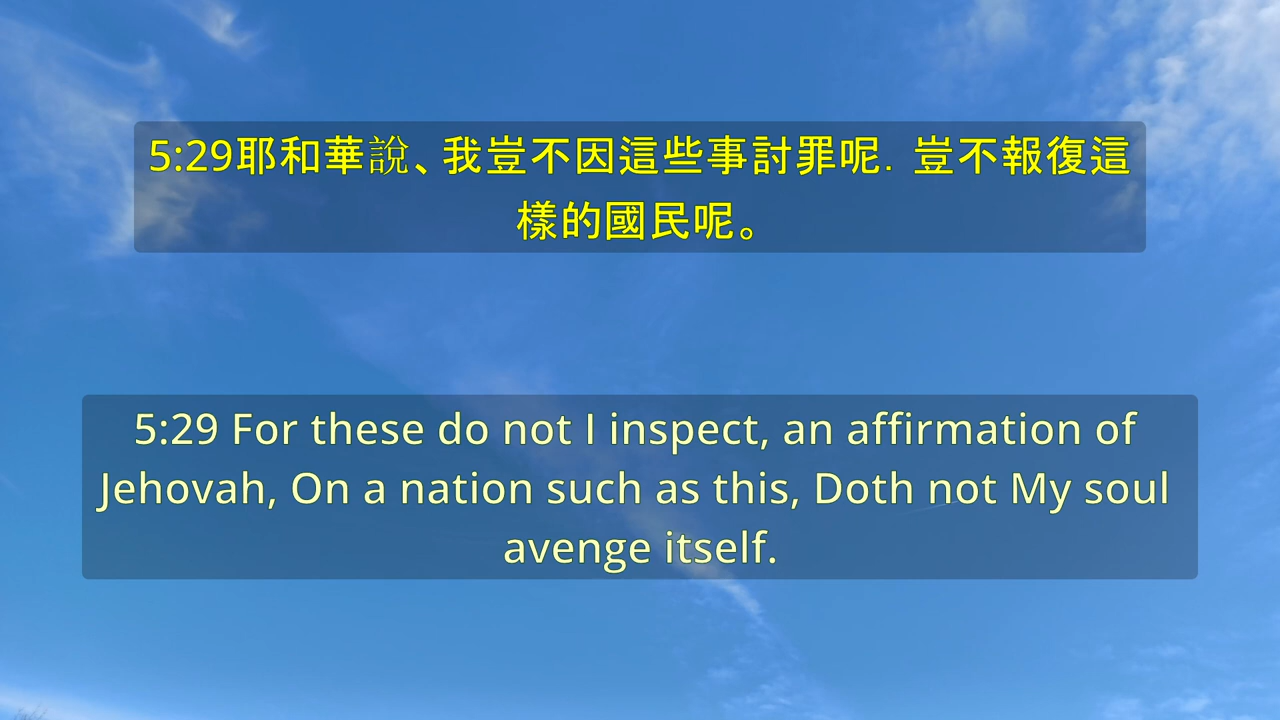 5:29耶和華說、我豈不因這些事討罪呢．豈不報復這
樣的國民呢。
5:29 For these do not I inspect, an affirmation of
Jehovah, On a nation such as this, Doth not My soul
avenge itself.